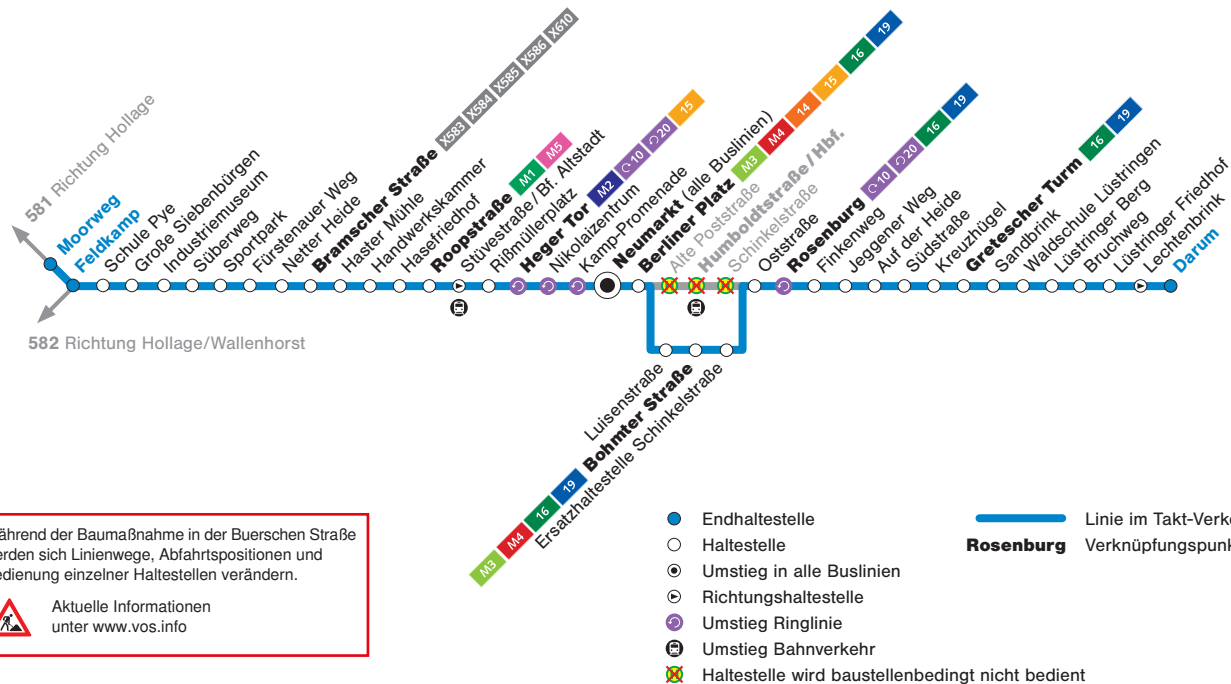 581 Richtung Hollage
Moorweg
Feldkamp
582 Richtung Hollage/Wallenhorst
Schule Pye
Große Siebenbürgen
Industriemuseum
Süberweg
Sportpark
Fürstenauer Weg
Netter Heide
Bramscher Straße X583 X584 X585 X586 X610
Haster Mühle
Handwerkskammer
Hasefriedhof
Roopstraße M1 M5
Stüvestraße/Bf. Altstadt
Rißmüllerplatz
Heger Tor M2 10 20 15
Nikolaizentrum
Kamp-Promenade
Neumarkt (alle Buslinien)
Berliner Platz M3 M4 14 15 16 19
Alte Poststraße
Humboldtstraße/Hbf.
Schinkelstraße
Oststraße
Rosenburg 10 20 16 19
Finkenweg
Jeggener Weg
Auf der Heide
Südstraße
Kreuzhügel
Gretescher Turm 16 19
Sandbrink
Waldschule Lüstringen
Lüstringer Berg
Bruchweg
Lüstringer Friedhof
Lechtenbrink
Darum
Luisenstraße
M3 M4 16 19 Bohmter Straße
Ersatzhaltestelle Schinkelstraße
ährend der Baumaßnahme in der Buerschen Straße
erden sich Linienwege, Abfahrtspositionen und
edienung einzelner Haltestellen verändern.
Aktuelle Informationen
unter www.vos.info
Endhaltestelle
Haltestelle
Umstieg in alle Buslinien
Richtungshaltestelle
Umstieg Ringlinie
Umstieg Bahnverkehr
Haltestelle wird baustellenbedingt nicht bedient
Linie im Takt-Verke
Rosenburg Verknüpfungspunk